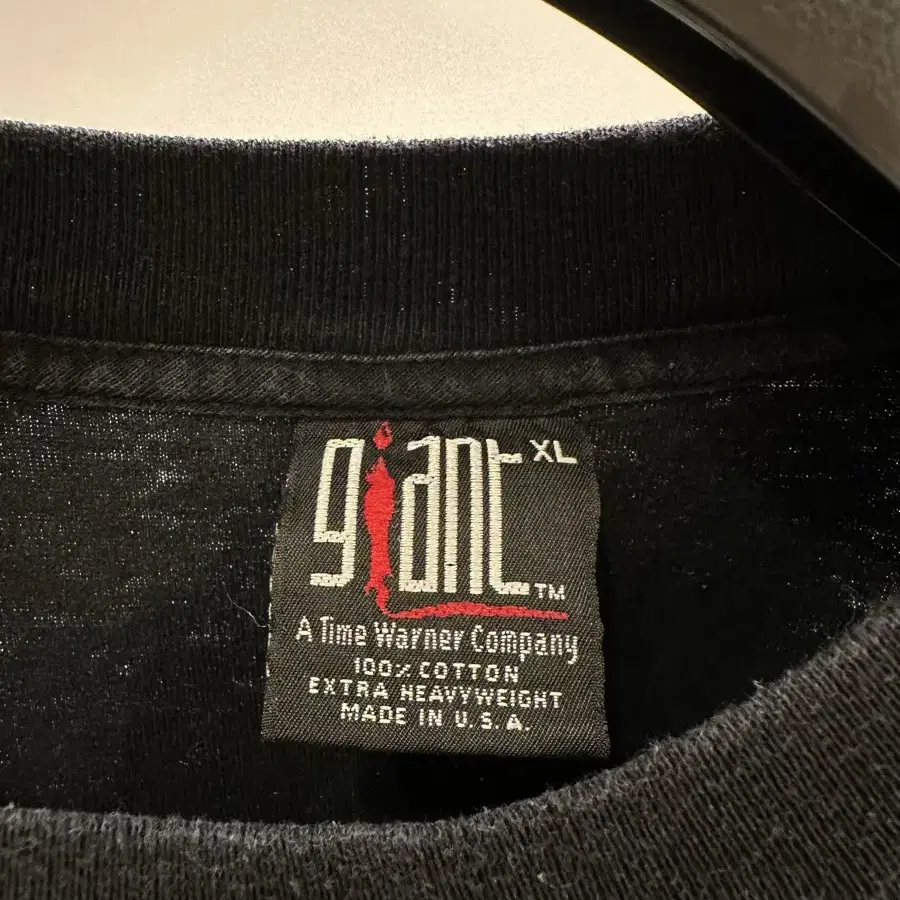 giant XL
TM
A Time Warner Company
100% COTTON
EXTRA HEAVYWEIGHT
MADE IN U.S.A.